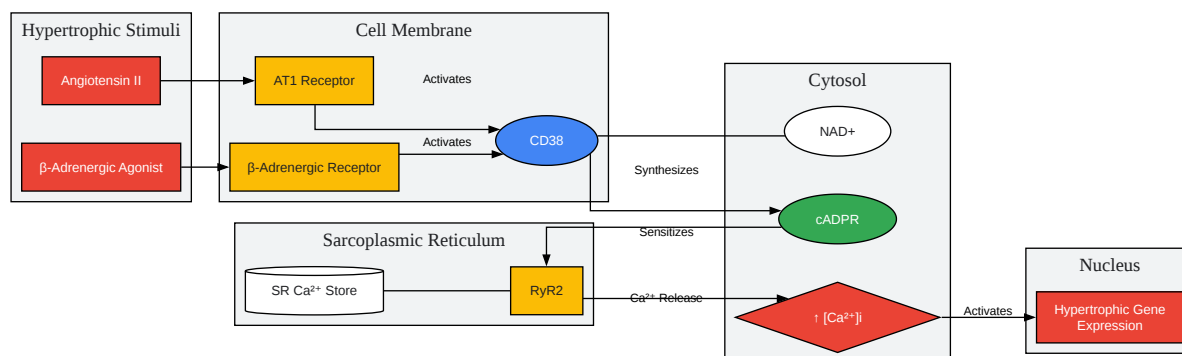 Hypertrophic Stimuli
Angiotensin II
β-Adrenergic Agonist
Cell Membrane
AT1 Receptor
Activates
β-Adrenergic Receptor
Activates
CD38
Synthesizes
Cytosol
NAD+
cADPR
Sensitizes
Sarcoplasmic Reticulum
SR Ca²⁺ Store
RyR2
Ca²⁺ Release
↑ [Ca²⁺]i
Activates
Nucleus
Hypertrophic Gene
Expression